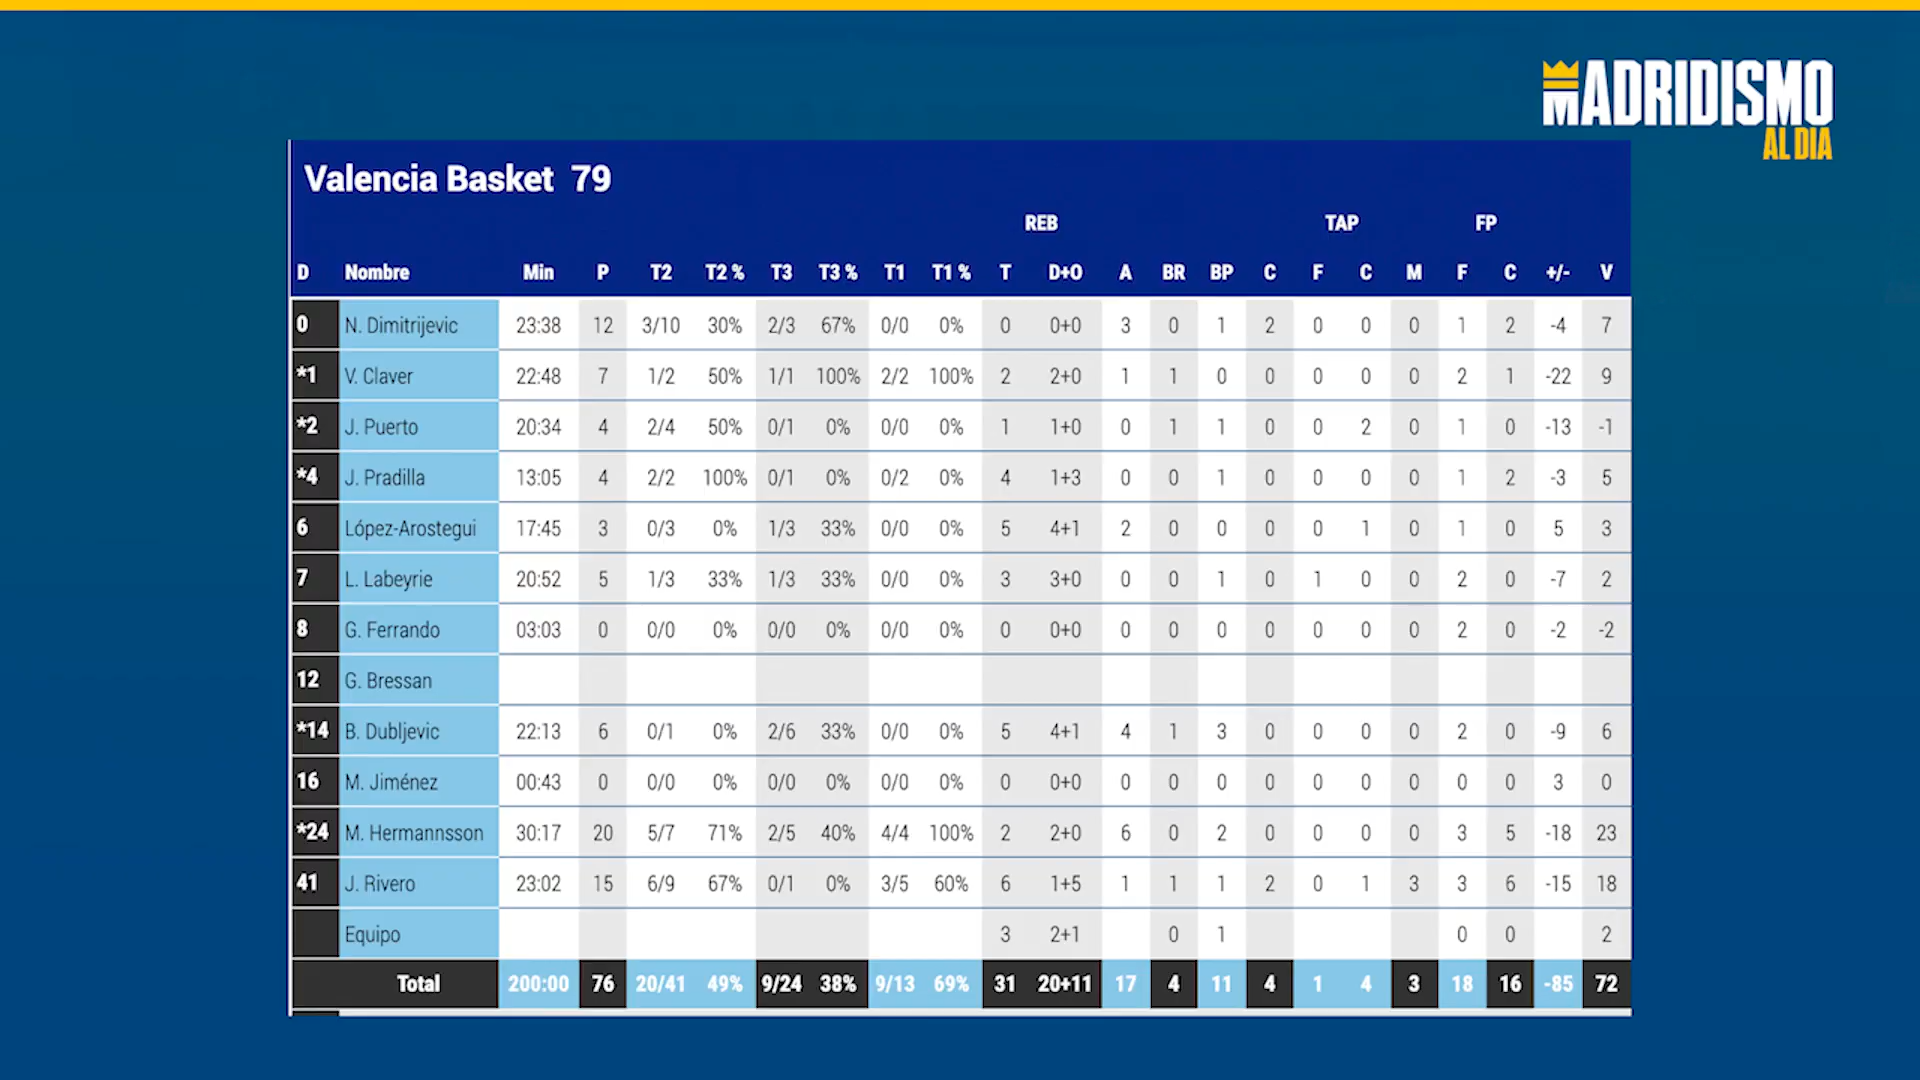 MADRIDISMO
AL DIA
Valencia Basket 79
REB TAP FP
D Nombre Min P T2 T2 % T3 T3 % T1 T1 % T D+O A BR BP C F C M F C +/- V
0 N. Dimitrijevic 23:38 12 3/10 30% 2/3 67% 0/0 0% 0 0+0 3 0 1 2 0 0 0 1 2 -4 7
*1 V. Claver 22:48 7 1/2 50% 1/1 100% 2/2 100% 2 2+0 1 1 0 0 0 0 0 2 1 -22 9
*2 J. Puerto 20:34 4 2/4 50% 0/1 0% 0/0 0% 1 1+0 0 1 1 0 0 2 0 1 0 -13 -1
*4 J. Pradilla 13:05 4 2/2 100% 0/1 0% 0/2 0% 4 1+3 0 0 1 0 0 0 0 1 2 -3 5
6 López-Arostegui 17:45 3 0/3 0% 1/3 33% 0/0 0% 5 4+1 2 0 0 0 0 1 0 1 0 5 3
7 L. Labeyrie 20:52 5 1/3 33% 1/3 33% 0/0 0% 3 3+0 0 0 1 0 1 0 0 2 0 -7 2
8 G. Ferrando 03:03 0 0/0 0% 0/0 0% 0/0 0% 0 0+0 0 0 0 0 0 0 0 2 0 -2 -2
12 G. Bressan
*14 B. Dubljevic 22:13 6 0/1 0% 2/6 33% 0/0 0% 5 4+1 4 1 3 0 0 0 0 2 0 -9 6
16 M. Jiménez 00:43 0 0/0 0% 0/0 0% 0/0 0% 0 0+0 0 0 0 0 0 0 0 0 0 3 0
*24 M. Hermannsson 30:17 20 5/7 71% 2/5 40% 4/4 100% 2 2+0 6 0 2 0 0 0 0 3 5 -18 23
41 J. Rivero 23:02 15 6/9 67% 0/1 0% 3/5 60% 6 1+5 1 1 1 2 0 1 3 3 6 -15 18
Equipo 3 2+1 0 1 0 0 2
Total 200:00 76 20/41 49% 9/24 38% 9/13 69% 31 20+11 17 4 11 4 1 4 3 18 16 -85 72